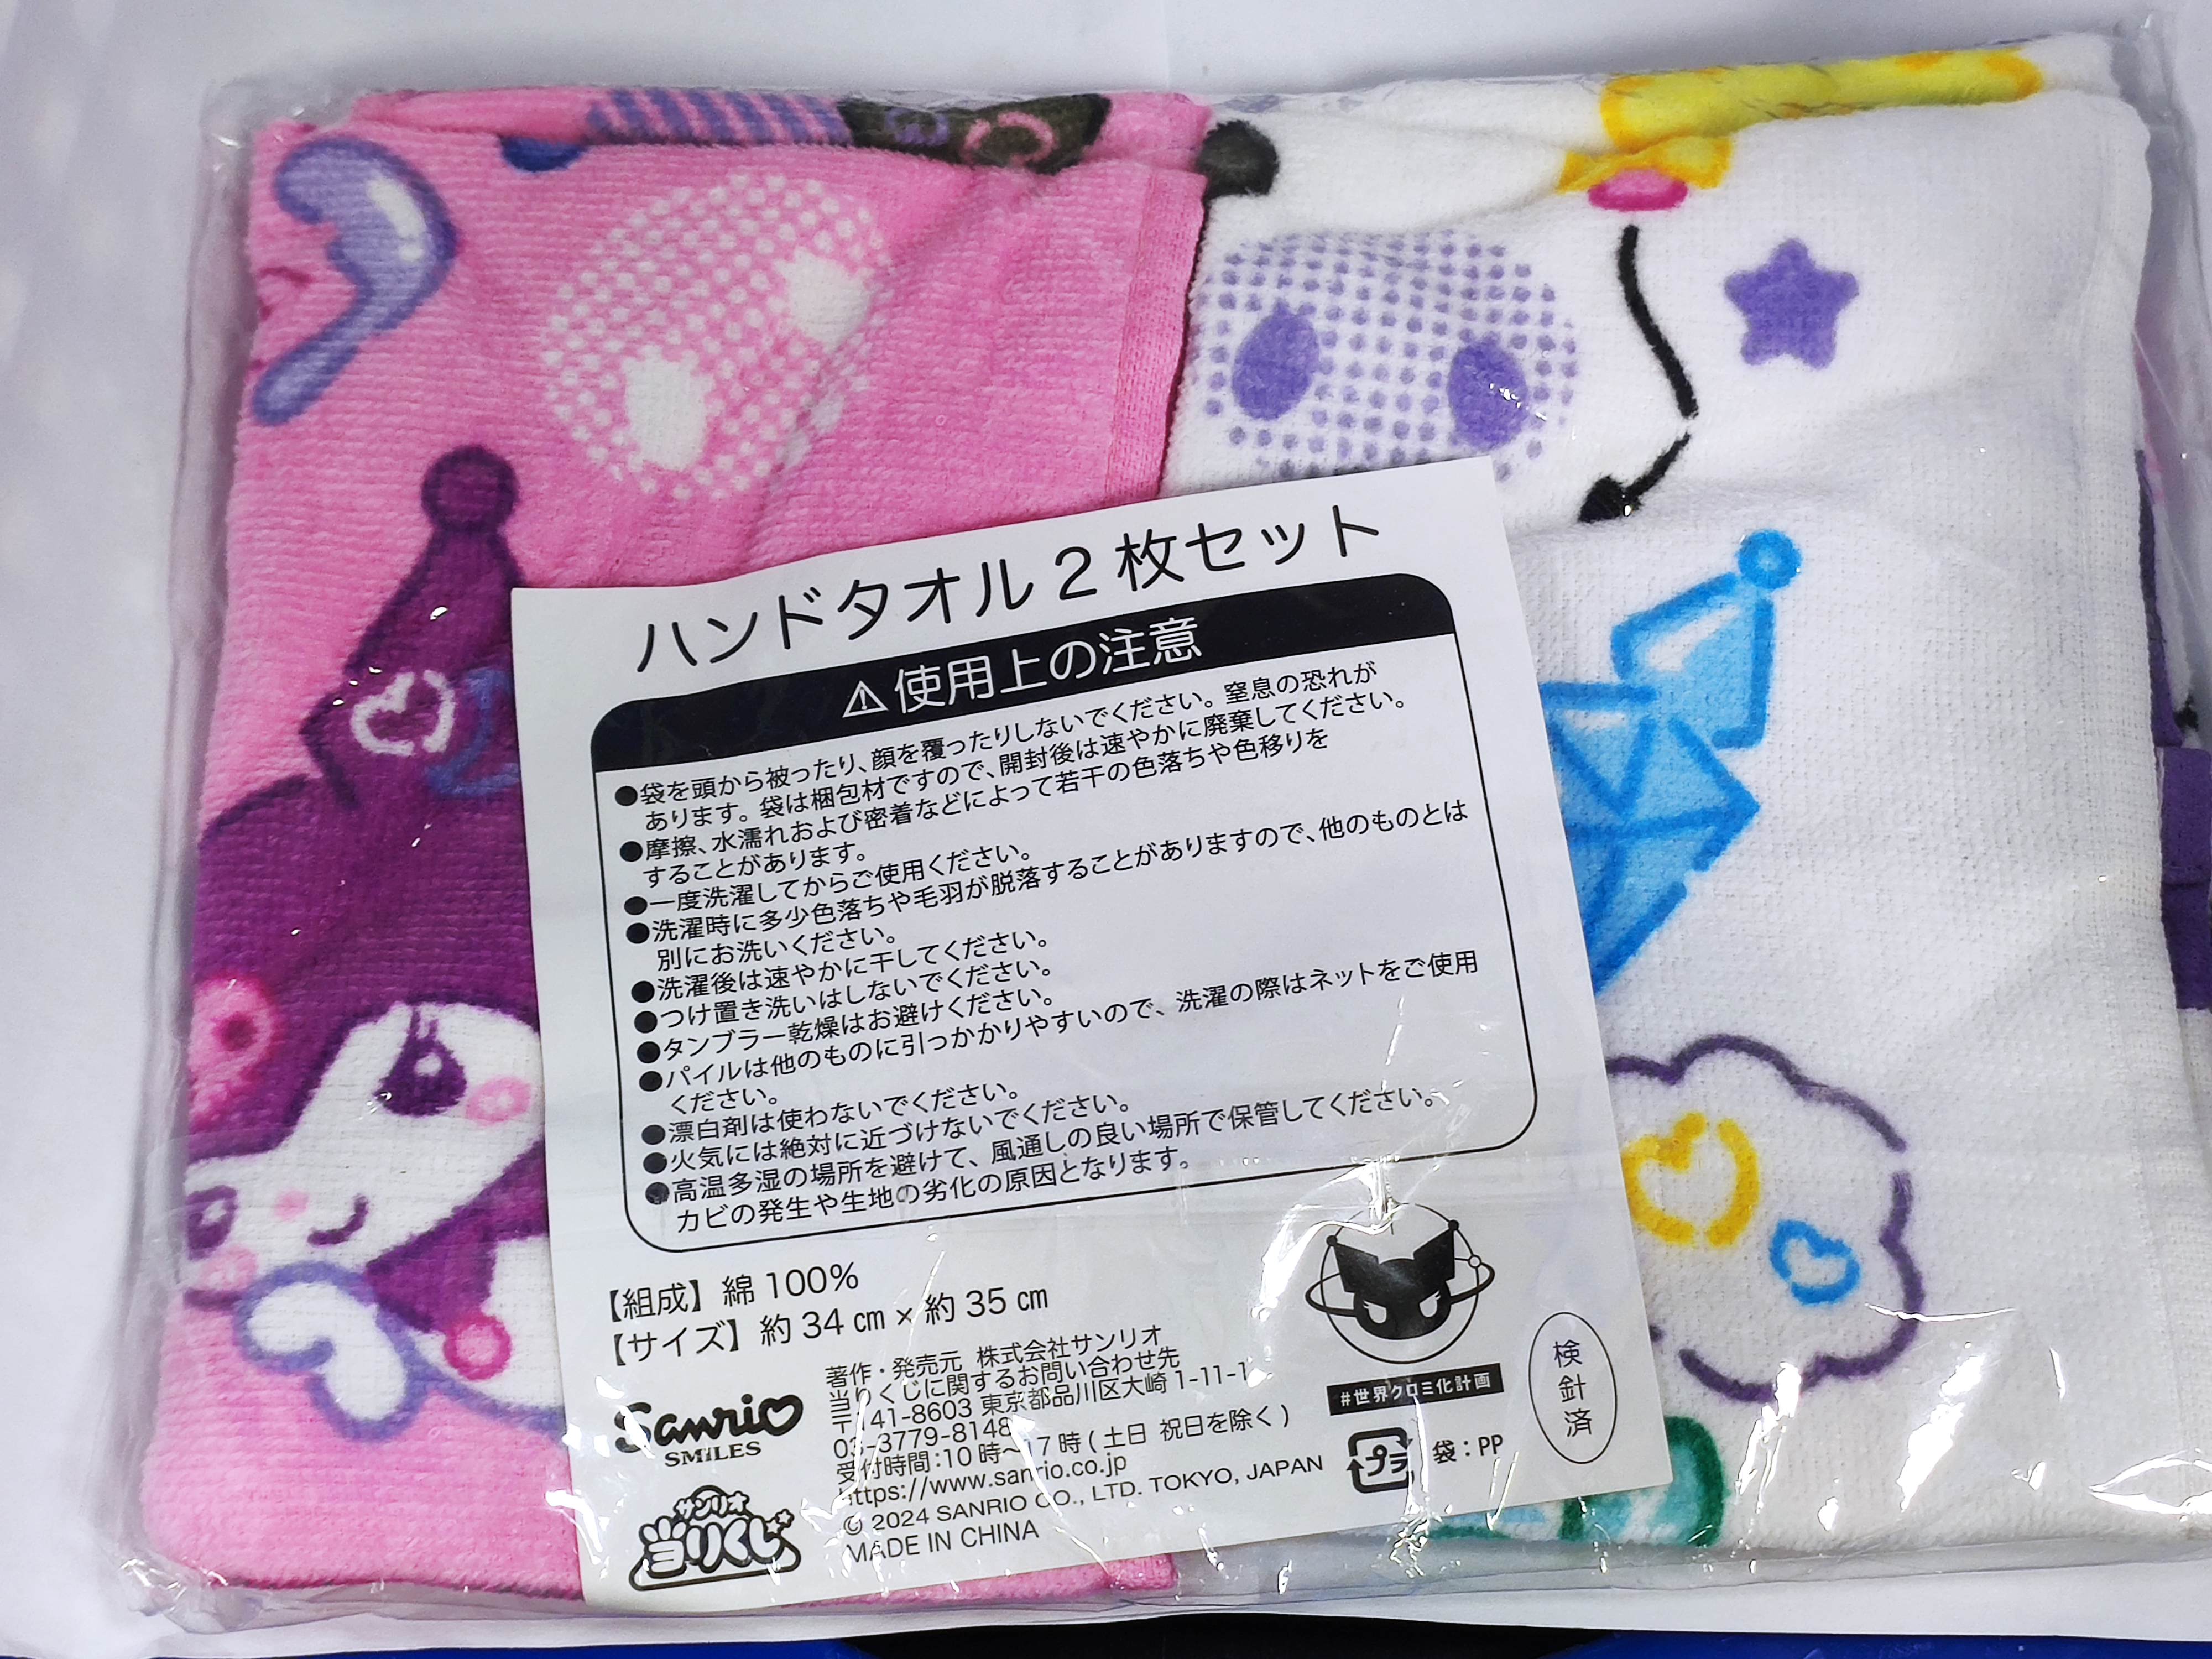 ハンドタオル2枚セット
⚠使用上の注意
●袋を頭から被ったり、顔を覆ったりしないでください。窒息の恐れが
あります。袋は梱包材ですので、開封後は速やかに廃棄してください。
●摩擦、水濡れおよび密着などによって若干の色落ちや色移りを
することがあります。
●一度洗濯してからご使用ください。
●洗濯時に多少色落ちや毛羽が脱落することがありますので、他のものとは
別にお洗いください。
●洗濯後は速やかに干してください。
●つけ置き洗いはしないでください。
●タンブラー乾燥はお避けください。
●パイルは他のものに引っかかりやすいので、洗濯の際はネットをご使用
ください。
●漂白剤は使わないでください。
●火気には絶対に近づけないでください。
●高温多湿の場所を避けて、風通しの良い場所で保管してください。
カビの発生や生地の劣化の原因となります。
【組成】綿100%
【サイズ】約34㎝×約35㎝
Sanrio
SMILES
サンリオ
当りくじ
著作・発売元 株式会社サンリオ
当りくじに関するお問い合わせ先
〒141-8603 東京都品川区大崎1-11-1
03-3779-8148
受付時間:10時〜17時(土日 祝日を除く)
https://www.sanrio.co.jp
© 2024 SANRIO CO., LTD. TOKYO, JAPAN
MADE IN CHINA
#世界クロミ化計画
プラ
袋:PP
検針済